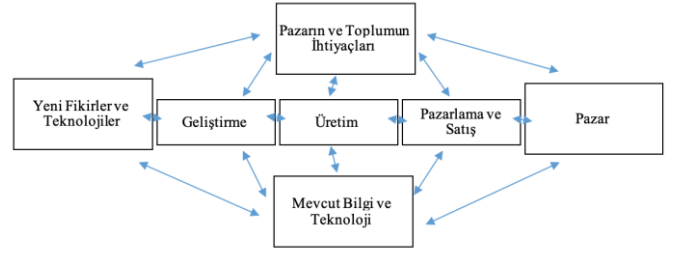 Pazarın ve Toplumun
İhtiyaçları
Yeni Fikirler ve
Teknolojiler
Geliştirme
Üretim
Pazarlama ve
Satış
Pazar
Mevcut Bilgi ve
Teknoloji